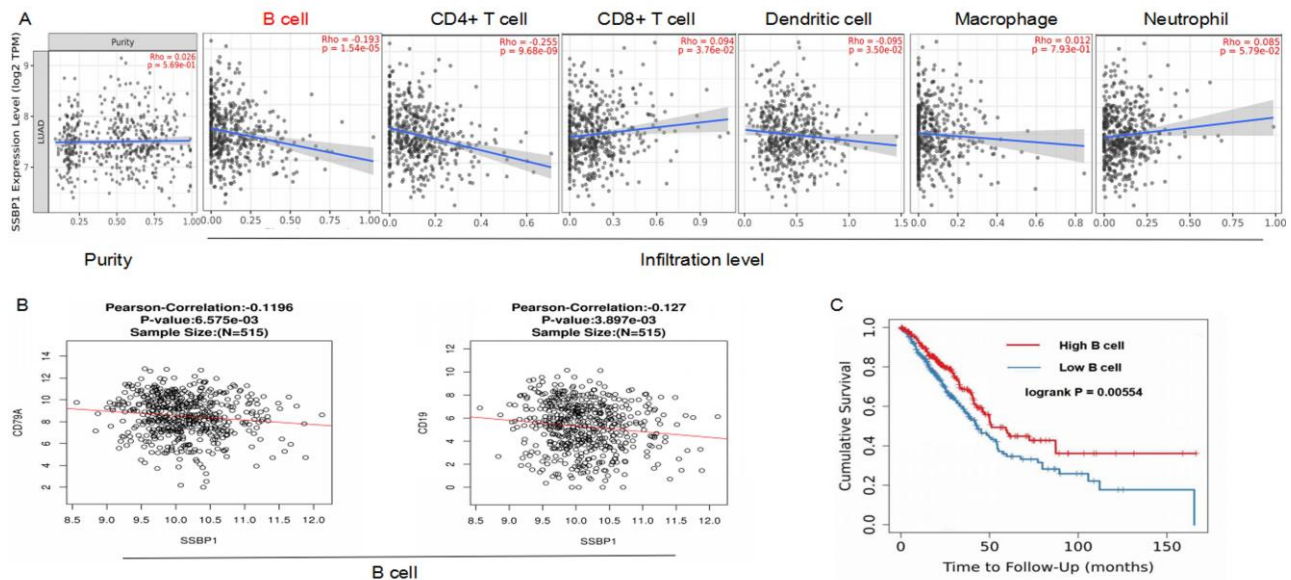 A
B cell
CD4+ T cell
CD8+ T cell
Dendritic cell
Macrophage
Neutrophil
Purity
Rho = 0.026
p = 5.69e-01
Rho = -0.193
p = 1.54e-05
Rho = -0.255
p = 9.68e-09
Rho = 0.094
p = 3.76e-02
Rho = -0.095
p = 3.50e-02
Rho = 0.012
p = 7.93e-01
Rho = 0.085
p = 5.79e-02
SSBP1 Expression Level (log2 TPM)
LUAD
9
8
7
0.25 0.50 0.75 1.00
0.00 0.25 0.50 0.75 1.00
0.0 0.2 0.4 0.6
0.0 0.3 0.6 0.9
0.0 0.5 1.0 1.5
0.0 0.2 0.4 0.6 0.8
0.00 0.25 0.50 0.75 1.00
Purity
Infiltration level
B
Pearson-Correlation:-0.1196
P-value:6.575e-03
Sample Size:(N=515)
CD79A
14
12
10
8
6
4
2
8.5 9.0 9.5 10.0 10.5 11.0 11.5 12.0
SSBP1
Pearson-Correlation:-0.127
P-value:3.897e-03
Sample Size:(N=515)
CD19
12
10
8
6
4
2
0
8.5 9.0 9.5 10.0 10.5 11.0 11.5 12.0
SSBP1
B cell
C
High B cell
Low B cell
logrank P = 0.00554
Cumulative Survival
1.0
0.8
0.6
0.4
0.2
0.0
0 50 100 150
Time to Follow-Up (months)